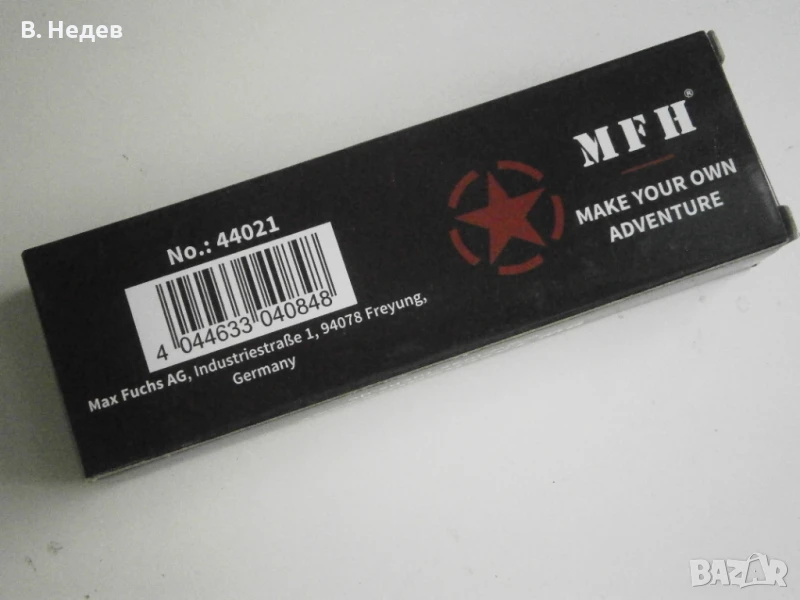 В. Недев
MFH®
MAKE YOUR OWN
ADVENTURE
No.: 44021
4 044633 040848
Max Fuchs AG, Industriestraße 1, 94078 Freyung,
Germany
BAZAR